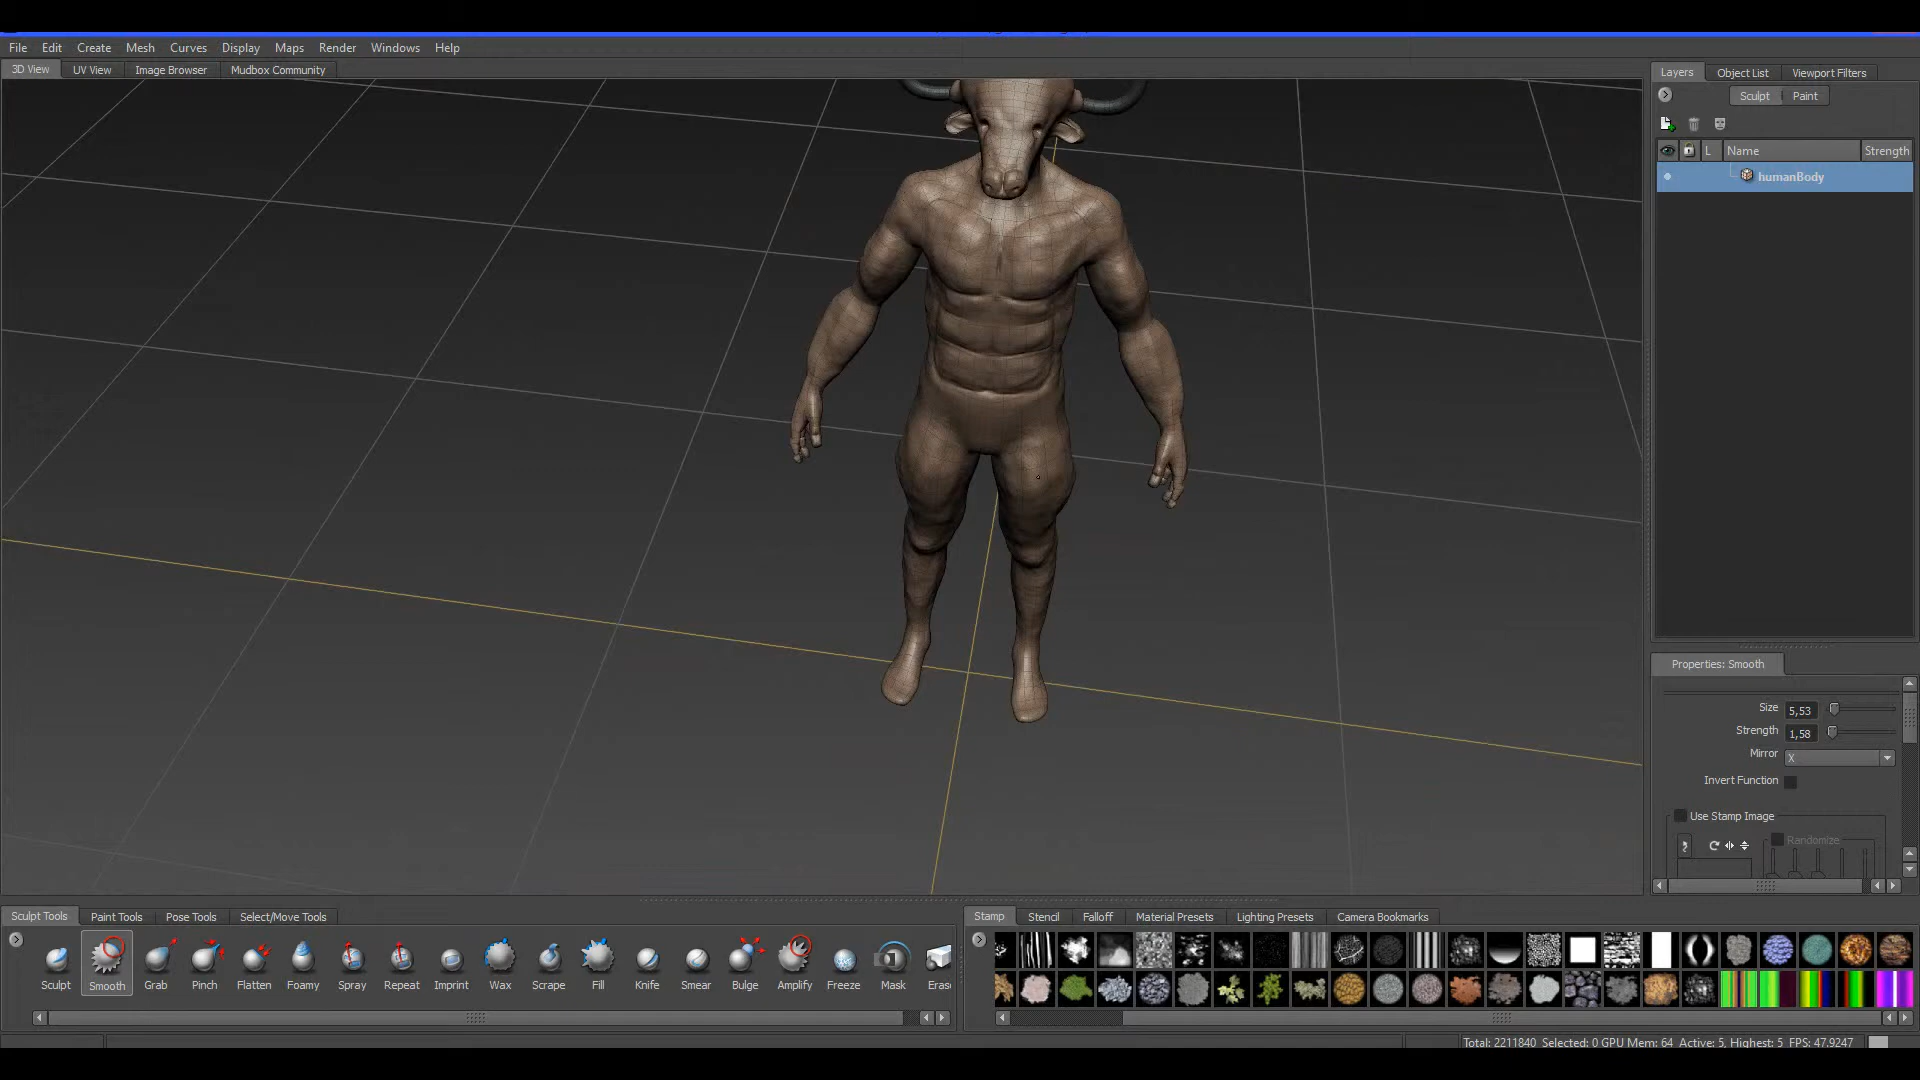 File Edit Create Mesh Curves Display Maps Render Windows Help
3D View UV View Image Browser Mudbox Community
Layers Object List Viewport Filters
Sculpt Paint
L Name Strength
humanBody
Properties: Smooth
Size 5,53
Strength 1,58
Mirror X
Invert Function
Use Stamp Image
Randomize
Sculpt Tools Paint Tools Pose Tools Select/Move Tools
Stamp Stencil Falloff Material Presets Lighting Presets Camera Bookmarks
Sculpt Smooth Grab Pinch Flatten Foamy Spray Repeat Imprint Wax Scrape Fill Knife Smear Bulge Amplify Freeze Mask Eras
Total: 2211840 Selected: 0 GPU Mem: 64 Active: 5, Highest: 5 FPS: 47.9247